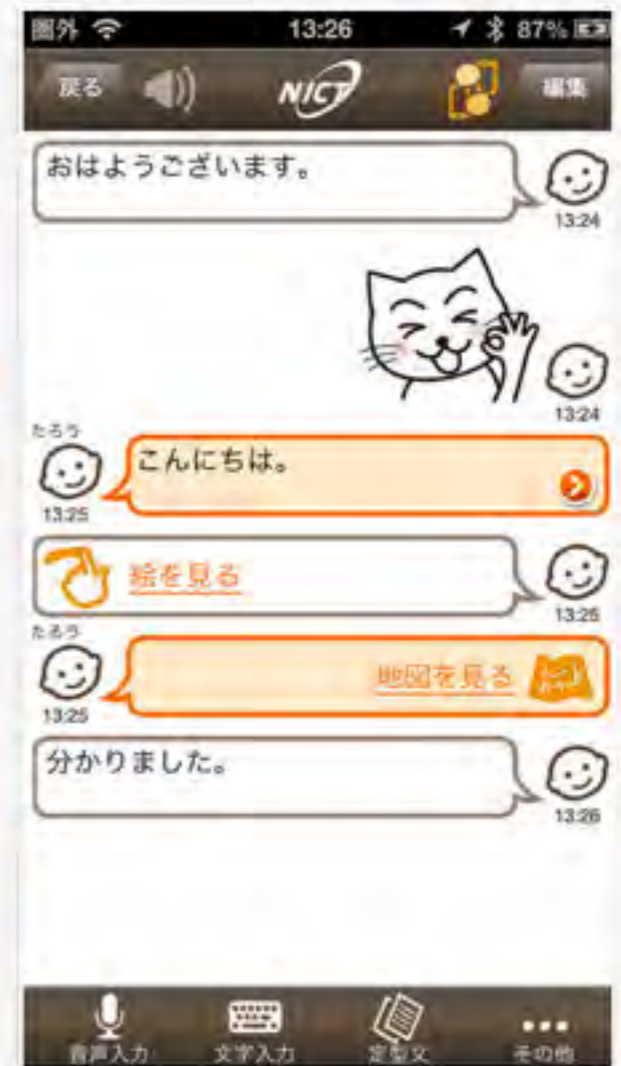 圏外 13:26 87%
戻る NICT 編集
おはようございます。
13:24
13:24
たろう
こんにちは。
13:25
絵を見る
13:25
たろう
地図を見る
13:25
分かりました。
13:26
音声入力 文字入力 定型文 その他